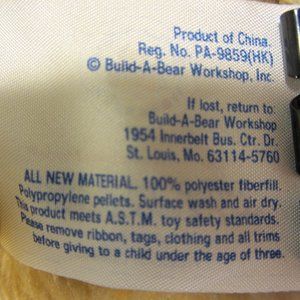 Product of China.
Reg. No. PA-9859(HK)
© Build-A-Bear Workshop, Inc.
If lost, return to:
Build-A-Bear Workshop
1954 Innerbelt Bus. Ctr. Dr.
St. Louis, Mo. 63114-5760
ALL NEW MATERIAL. 100% polyester fiberfill.
Polypropylene pellets. Surface wash and air dry.
This product meets A.S.T.M. toy safety standards.
Please remove ribbon, tags, clothing and all trims
before giving to a child under the age of three.